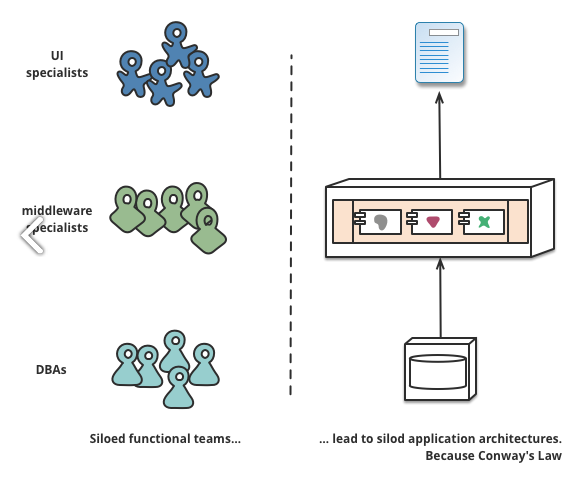 UI
specialists
middleware
specialists
DBAs
Siloed functional teams...
... lead to silod application architectures.
Because Conway's Law